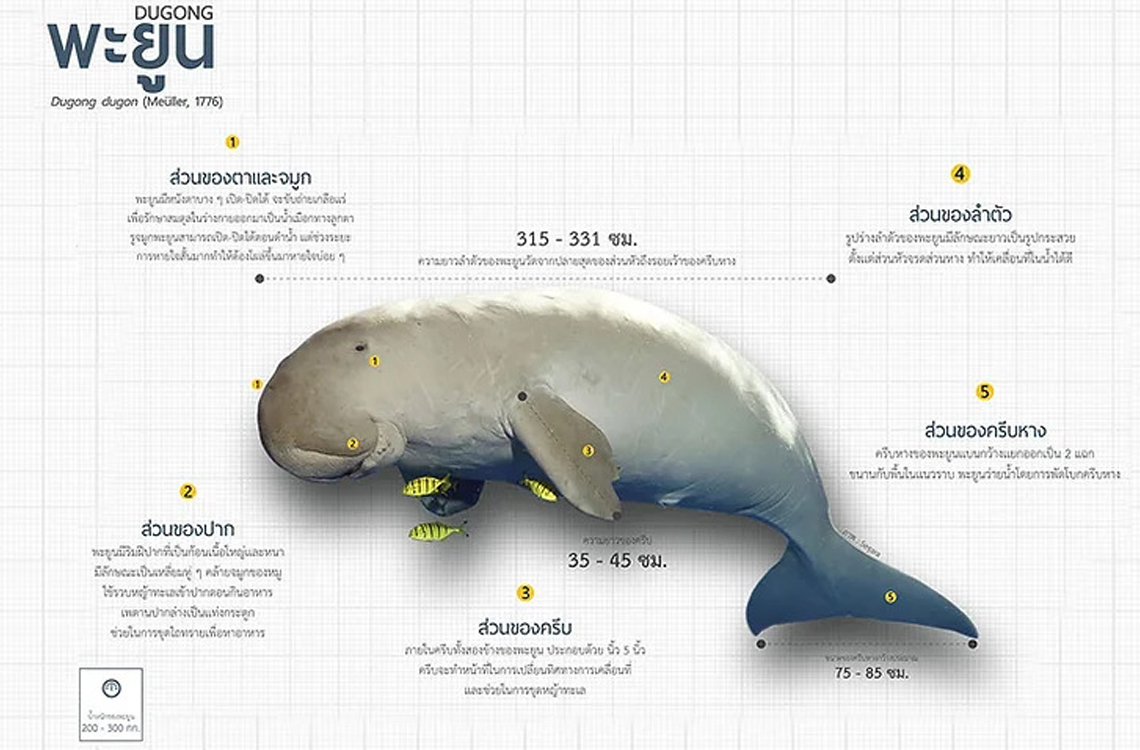 DUGONG
พะยูน
Dugong dugon (Meüller, 1776)
1
ส่วนของตาและจมูก
พะยูนมีหนังตาบาง ๆ เปิด-ปิดได้ จะขับถ่ายเกลือแร่
เพื่อรักษาสมดุลในร่างกายออกมาเป็นน้ำเมือกทางลูกตา
รูจมูกพะยูนสามารถเปิด-ปิดได้ตอนดำน้ำ แต่ช่วงระยะ
การหายใจสั้นมากทำให้ต้องโผล่ขึ้นมาหายใจบ่อย ๆ
315 - 331 ซม.
ความยาวลำตัวของพะยูนวัดจากปลายสุดของส่วนหัวถึงรอยเว้าของครีบหาง
4
ส่วนของลำตัว
รูปร่างลำตัวของพะยูนมีลักษณะยาวเป็นรูปกระสวย
ตั้งแต่ส่วนหัวจรดส่วนหาง ทำให้เคลื่อนที่ในน้ำได้ดี
1
1
4
2
3
5
ส่วนของครีบหาง
ครีบหางของพะยูนแบนกว้างแยกออกเป็น 2 แฉก
ขนานกับพื้นในแนวราบ พะยูนว่ายน้ำโดยการพัดโบกครีบหาง
2
ส่วนของปาก
พะยูนมีริมฝีปากที่เป็นก้อนเนื้อใหญ่และหนา
มีลักษณะเป็นเหลี่ยมทู่ ๆ คล้ายจมูกของหมู
ใช้รวบหญ้าทะเลเข้าปากตอนกินอาหาร
เพดานปากล่างเป็นแท่งกระดูก
ช่วยในการขุดไถทรายเพื่อหาอาหาร
ความยาวของครีบ
35 - 45 ซม.
3
ส่วนของครีบ
ภายในครีบทั้งสองข้างของพะยูน ประกอบด้วย นิ้ว 5 นิ้ว
ครีบจะทำหน้าที่ในการเปลี่ยนทิศทางการเคลื่อนที่
และช่วยในการขุดหญ้าทะเล
5
75 - 85 ซม.
น้ำหนักของพะยูน
200 - 300 กก.